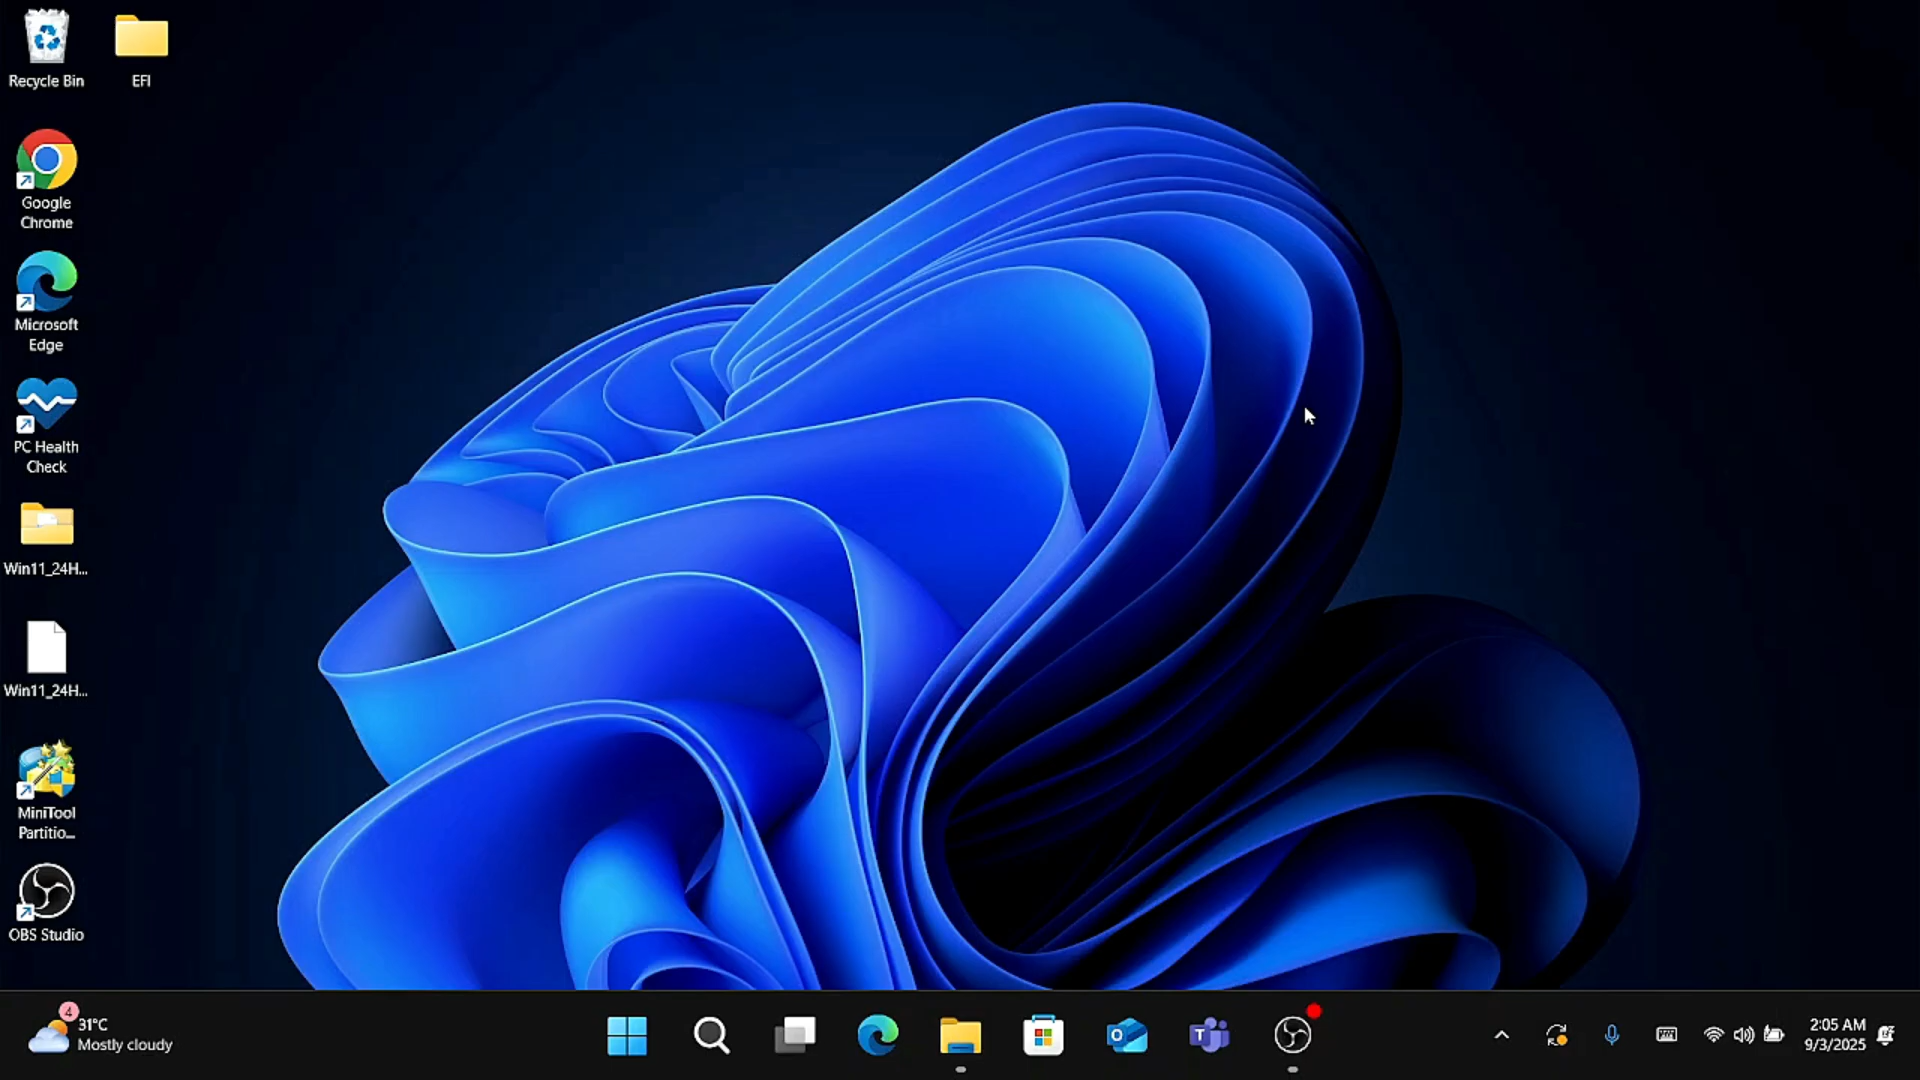 Recycle Bin
EFI
Google
Chrome
Microsoft
Edge
PC Health
Check
Win11_24H...
Win11_24H...
MiniTool
Partitio...
OBS Studio
4
31°C
Mostly cloudy
2:05 AM
9/3/2025